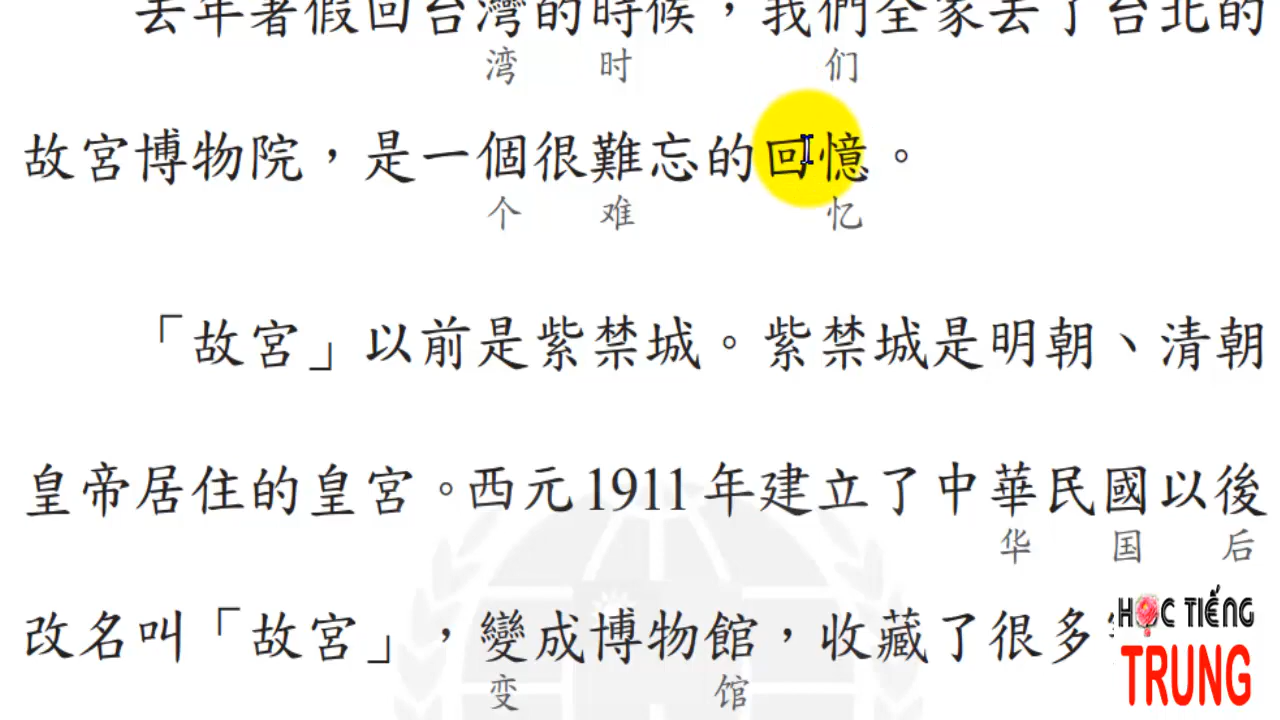 去年暑假回台灣的時候，我們全家去了台北的
湾 时 们
故宮博物院，是一個很難忘的回憶。
个 难 忆
「故宮」以前是紫禁城。紫禁城是明朝、清朝
皇帝居住的皇宮。西元1911年建立了中華民國以後
华 国 后
改名叫「故宮」，變成博物館，收藏了很多
变 馆
HỌC TIẾNG
TRUNG